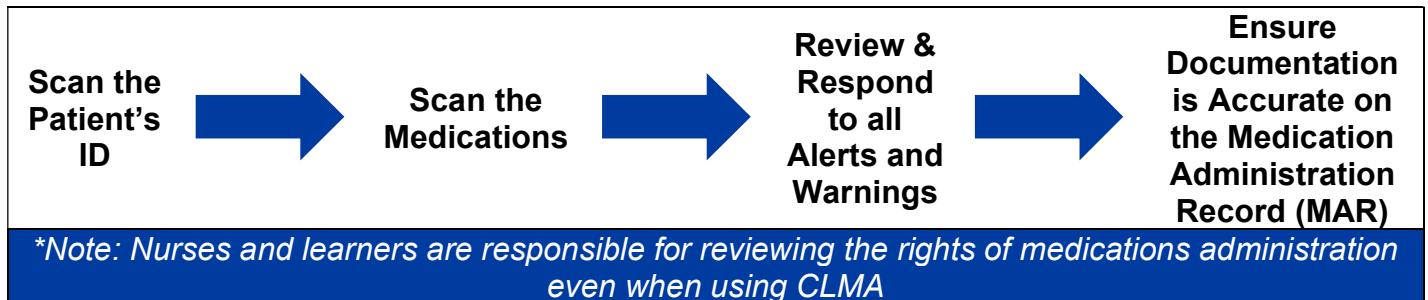 Scan the
Patient’s
ID
Scan the
Medications
Review &
Respond
to all
Alerts and
Warnings
Ensure
Documentation
is Accurate on
the Medication
Administration
Record (MAR)
*Note: Nurses and learners are responsible for reviewing the rights of medications administration
even when using CLMA